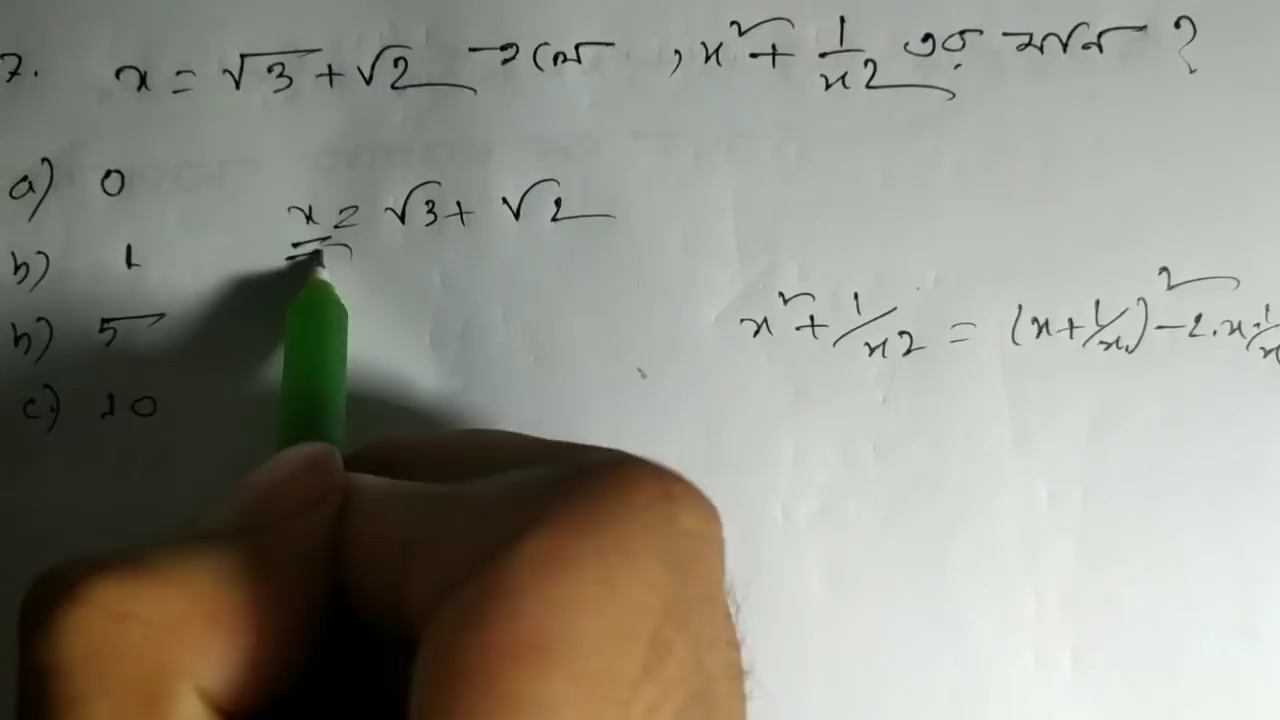 7. x = √3 + √2 হলে , x² + 1/x2 এর মান ?
a) 0
b) 1
b) 5
c) 10
x = √3 + √2
x² + 1/x2 = (x + 1/x)² - 2.x.1/x